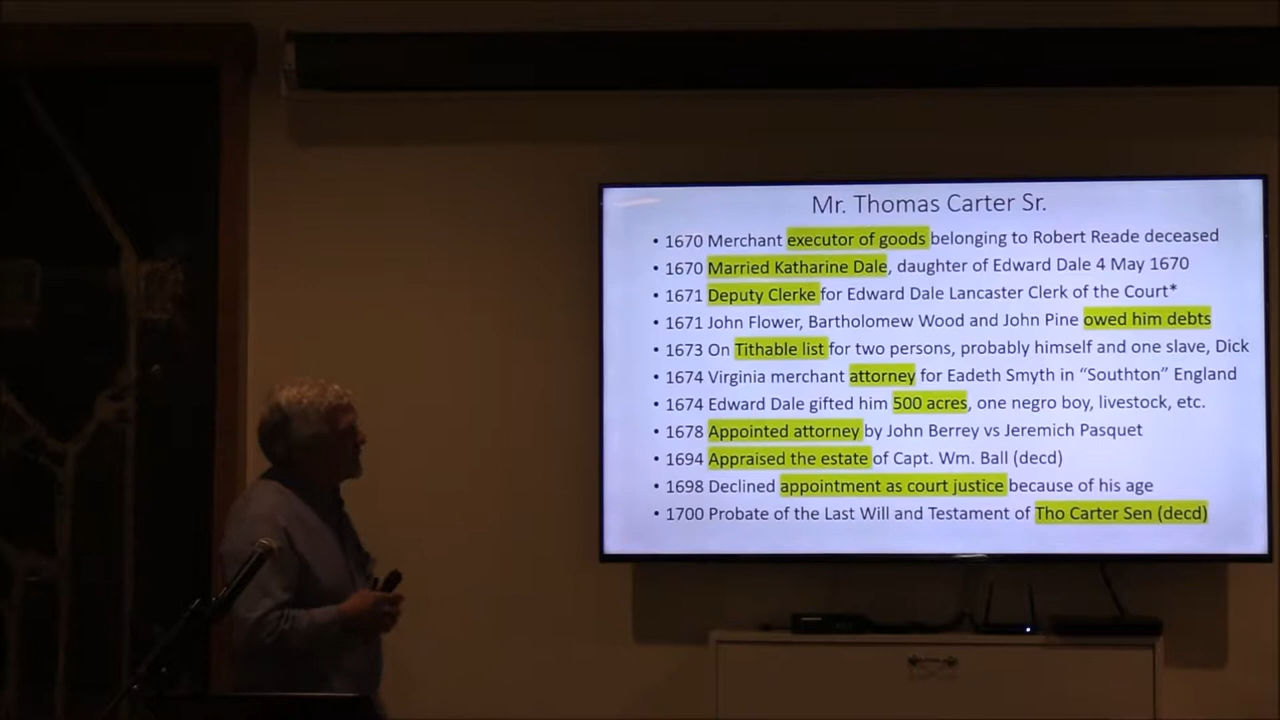 Mr. Thomas Carter Sr.
• 1670 Merchant executor of goods belonging to Robert Reade deceased
• 1670 Married Katharine Dale, daughter of Edward Dale 4 May 1670
• 1671 Deputy Clerke for Edward Dale Lancaster Clerk of the Court*
• 1671 John Flower, Bartholomew Wood and John Pine owed him debts
• 1673 On Tithable list for two persons, probably himself and one slave, Dick
• 1674 Virginia merchant attorney for Eadeth Smyth in “Southton” England
• 1674 Edward Dale gifted him 500 acres, one negro boy, livestock, etc.
• 1678 Appointed attorney by John Berrey vs Jeremich Pasquet
• 1694 Appraised the estate of Capt. Wm. Ball (decd)
• 1698 Declined appointment as court justice because of his age
• 1700 Probate of the Last Will and Testament of Tho Carter Sen (decd)